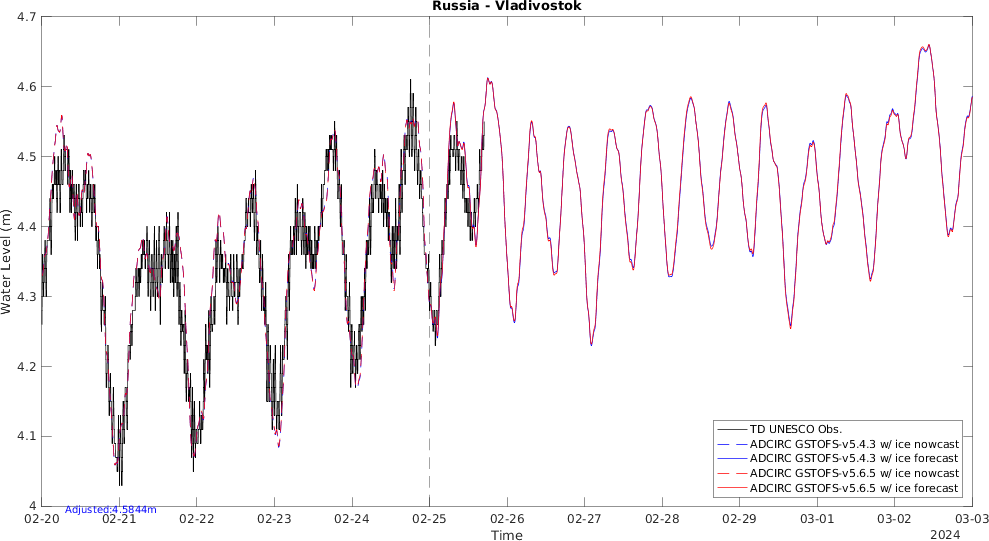 Russia - Vladivostok
Water Level (m)
4.7
4.6
4.5
4.4
4.3
4.2
4.1
4
Adjusted:4.5844m
02-20 02-21 02-22 02-23 02-24 02-25 02-26 02-27 02-28 02-29 03-01 03-02 03-03
Time
2024
TD UNESCO Obs.
ADCIRC GSTOFS-v5.4.3 w/ ice nowcast
ADCIRC GSTOFS-v5.4.3 w/ ice forecast
ADCIRC GSTOFS-v5.6.5 w/ ice nowcast
ADCIRC GSTOFS-v5.6.5 w/ ice forecast